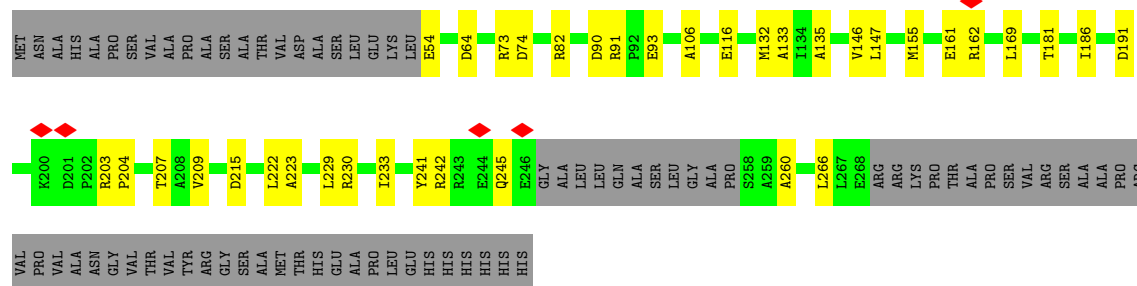 MET ASN ALA HIS ALA PRO SER VAL ALA PRO ALA SER ALA THR VAL ASP ALA SER LEU GLU LYS LEU E54 D64 R73 D74 R82 D90 R91 P92 E93 A106 E116 M132 A133 I134 A135 V146 L147 M155 E161 R162 L169 T181 I186 D191
K200 D201 P202 R203 P204 T207 A208 V209 D215 L222 A223 L229 R230 I233 Y241 R242 R243 E244 Q245 E246 GLY ALA LEU LEU GLN ALA SER LEU GLY ALA PRO S258 A259 A260 L266 L267 E268 ARG ARG LYS PRO THR ALA PRO SER VAL ARG SER ALA ALA PRO ARG
VAL PRO VAL ALA ASN GLY VAL THR VAL TYR ARG GLY SER ALA MET THR HIS GLU ALA PRO LEU GLU HIS HIS HIS HIS HIS HIS